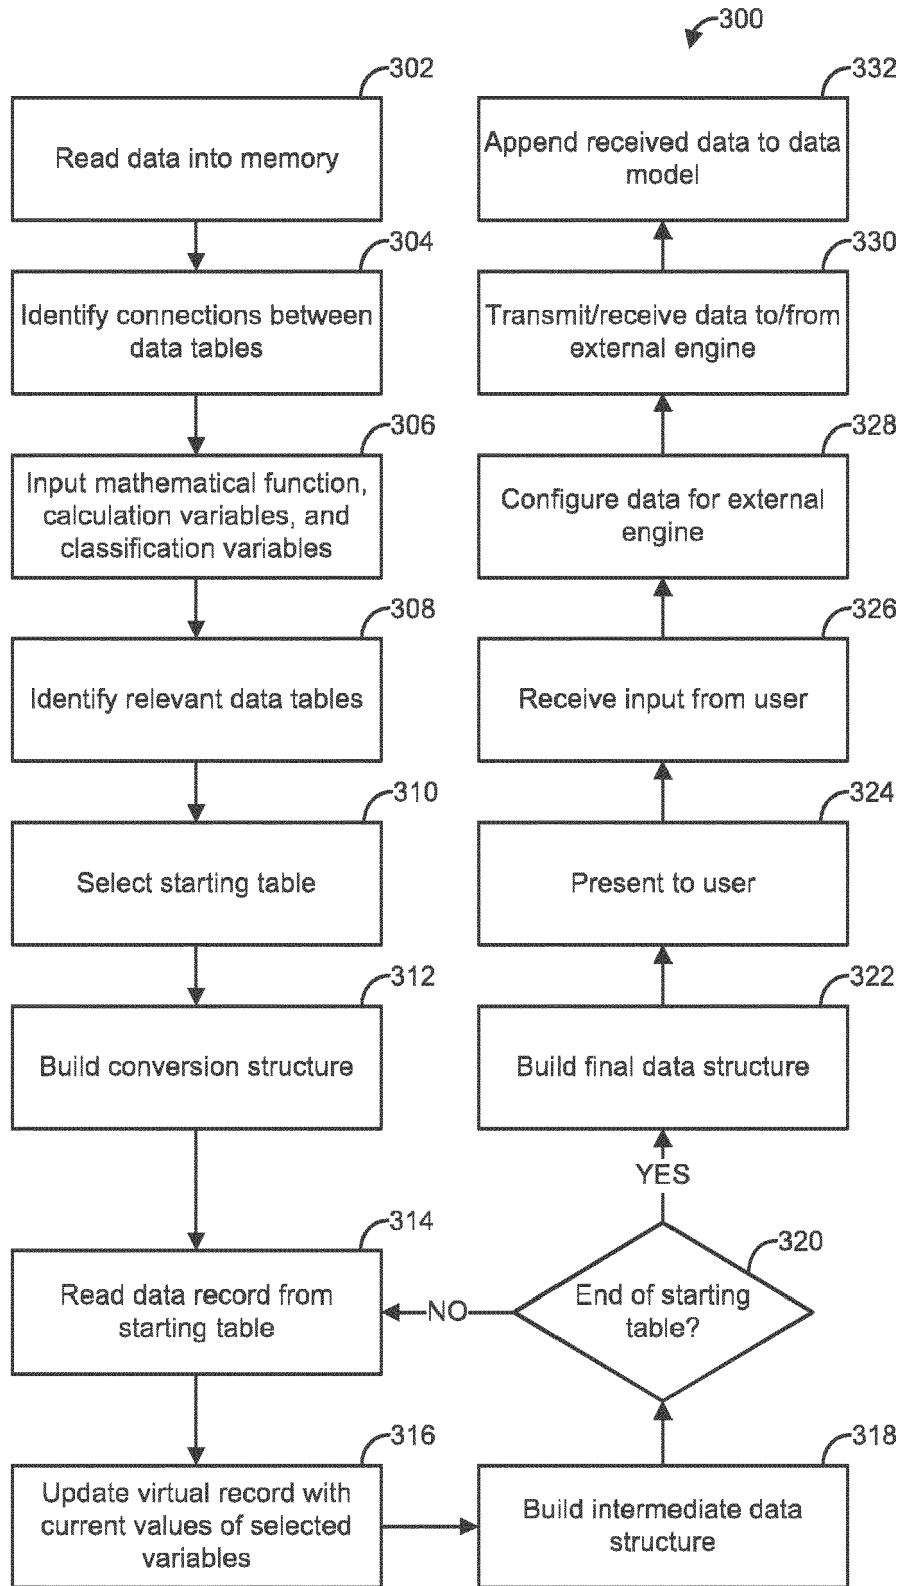 300
302
Read data into memory
304
Identify connections between
data tables
306
Input mathematical function,
calculation variables, and
classification variables
308
Identify relevant data tables
310
Select starting table
312
Build conversion structure
314
Read data record from
starting table
316
Update virtual record with
current values of selected
variables
318
Build intermediate data
structure
320
End of starting
table?
NO
YES
322
Build final data structure
324
Present to user
326
Receive input from user
328
Configure data for external
engine
330
Transmit/receive data to/from
external engine
332
Append received data to data
model